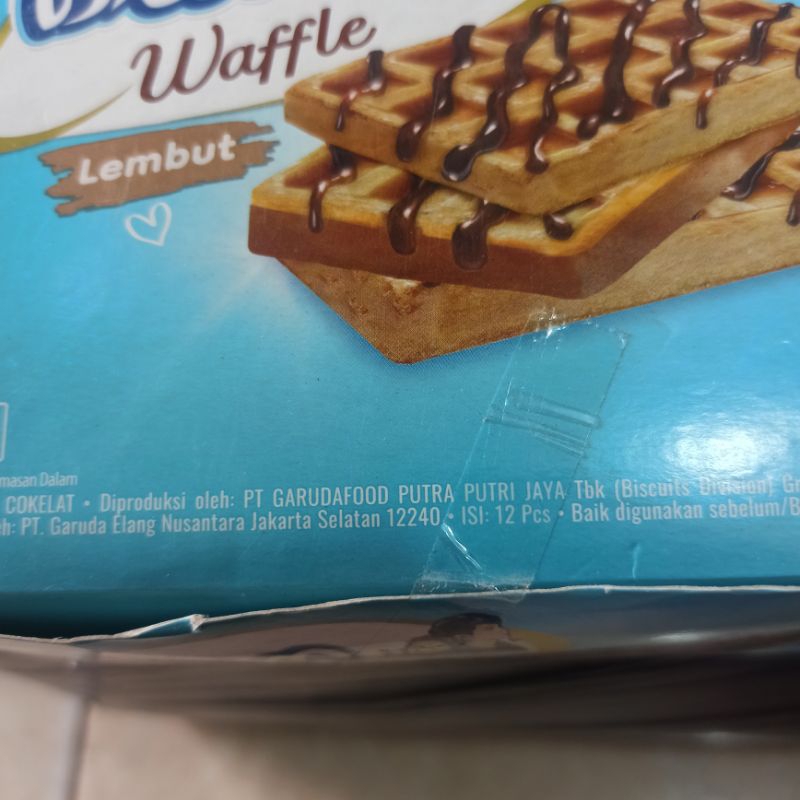 Waffle
Lembut
masan Dalam
COKELAT • Diproduksi oleh: PT GARUDAFOOD PUTRA PUTRI JAYA Tbk (Biscuits Division) G
eh: PT. Garuda Elang Nusantara Jakarta Selatan 12240 • ISI: 12 Pcs • Baik digunakan sebelum/B